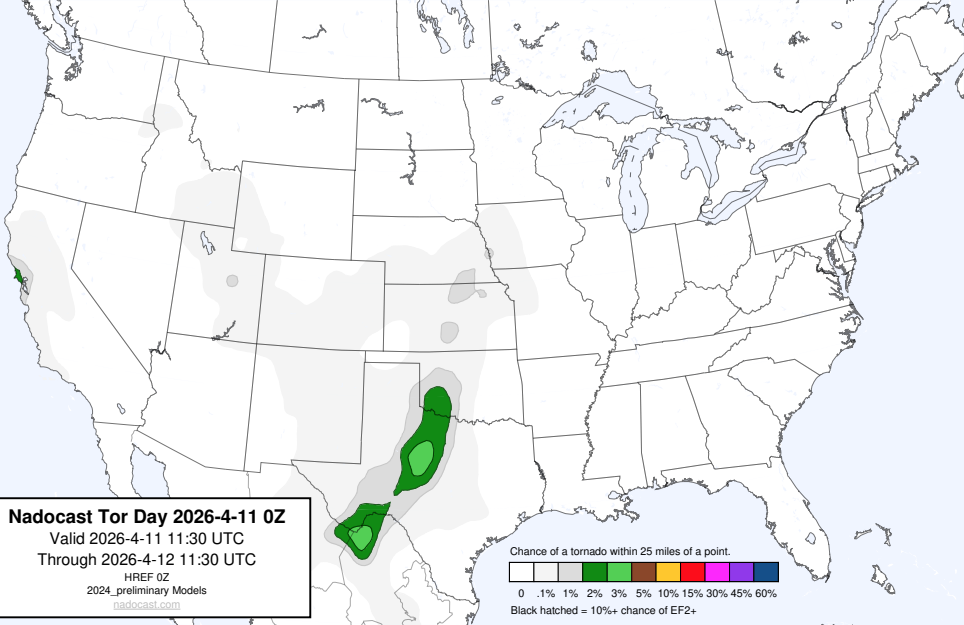 Nadocast Tor Day 2026-4-11 0Z
Valid 2026-4-11 11:30 UTC
Through 2026-4-12 11:30 UTC
HREF 0Z
2024_preliminary Models
nadocast.com
Chance of a tornado within 25 miles of a point.
0 .1% 1% 2% 3% 5% 10% 15% 30% 45% 60%
Black hatched = 10%+ chance of EF2+